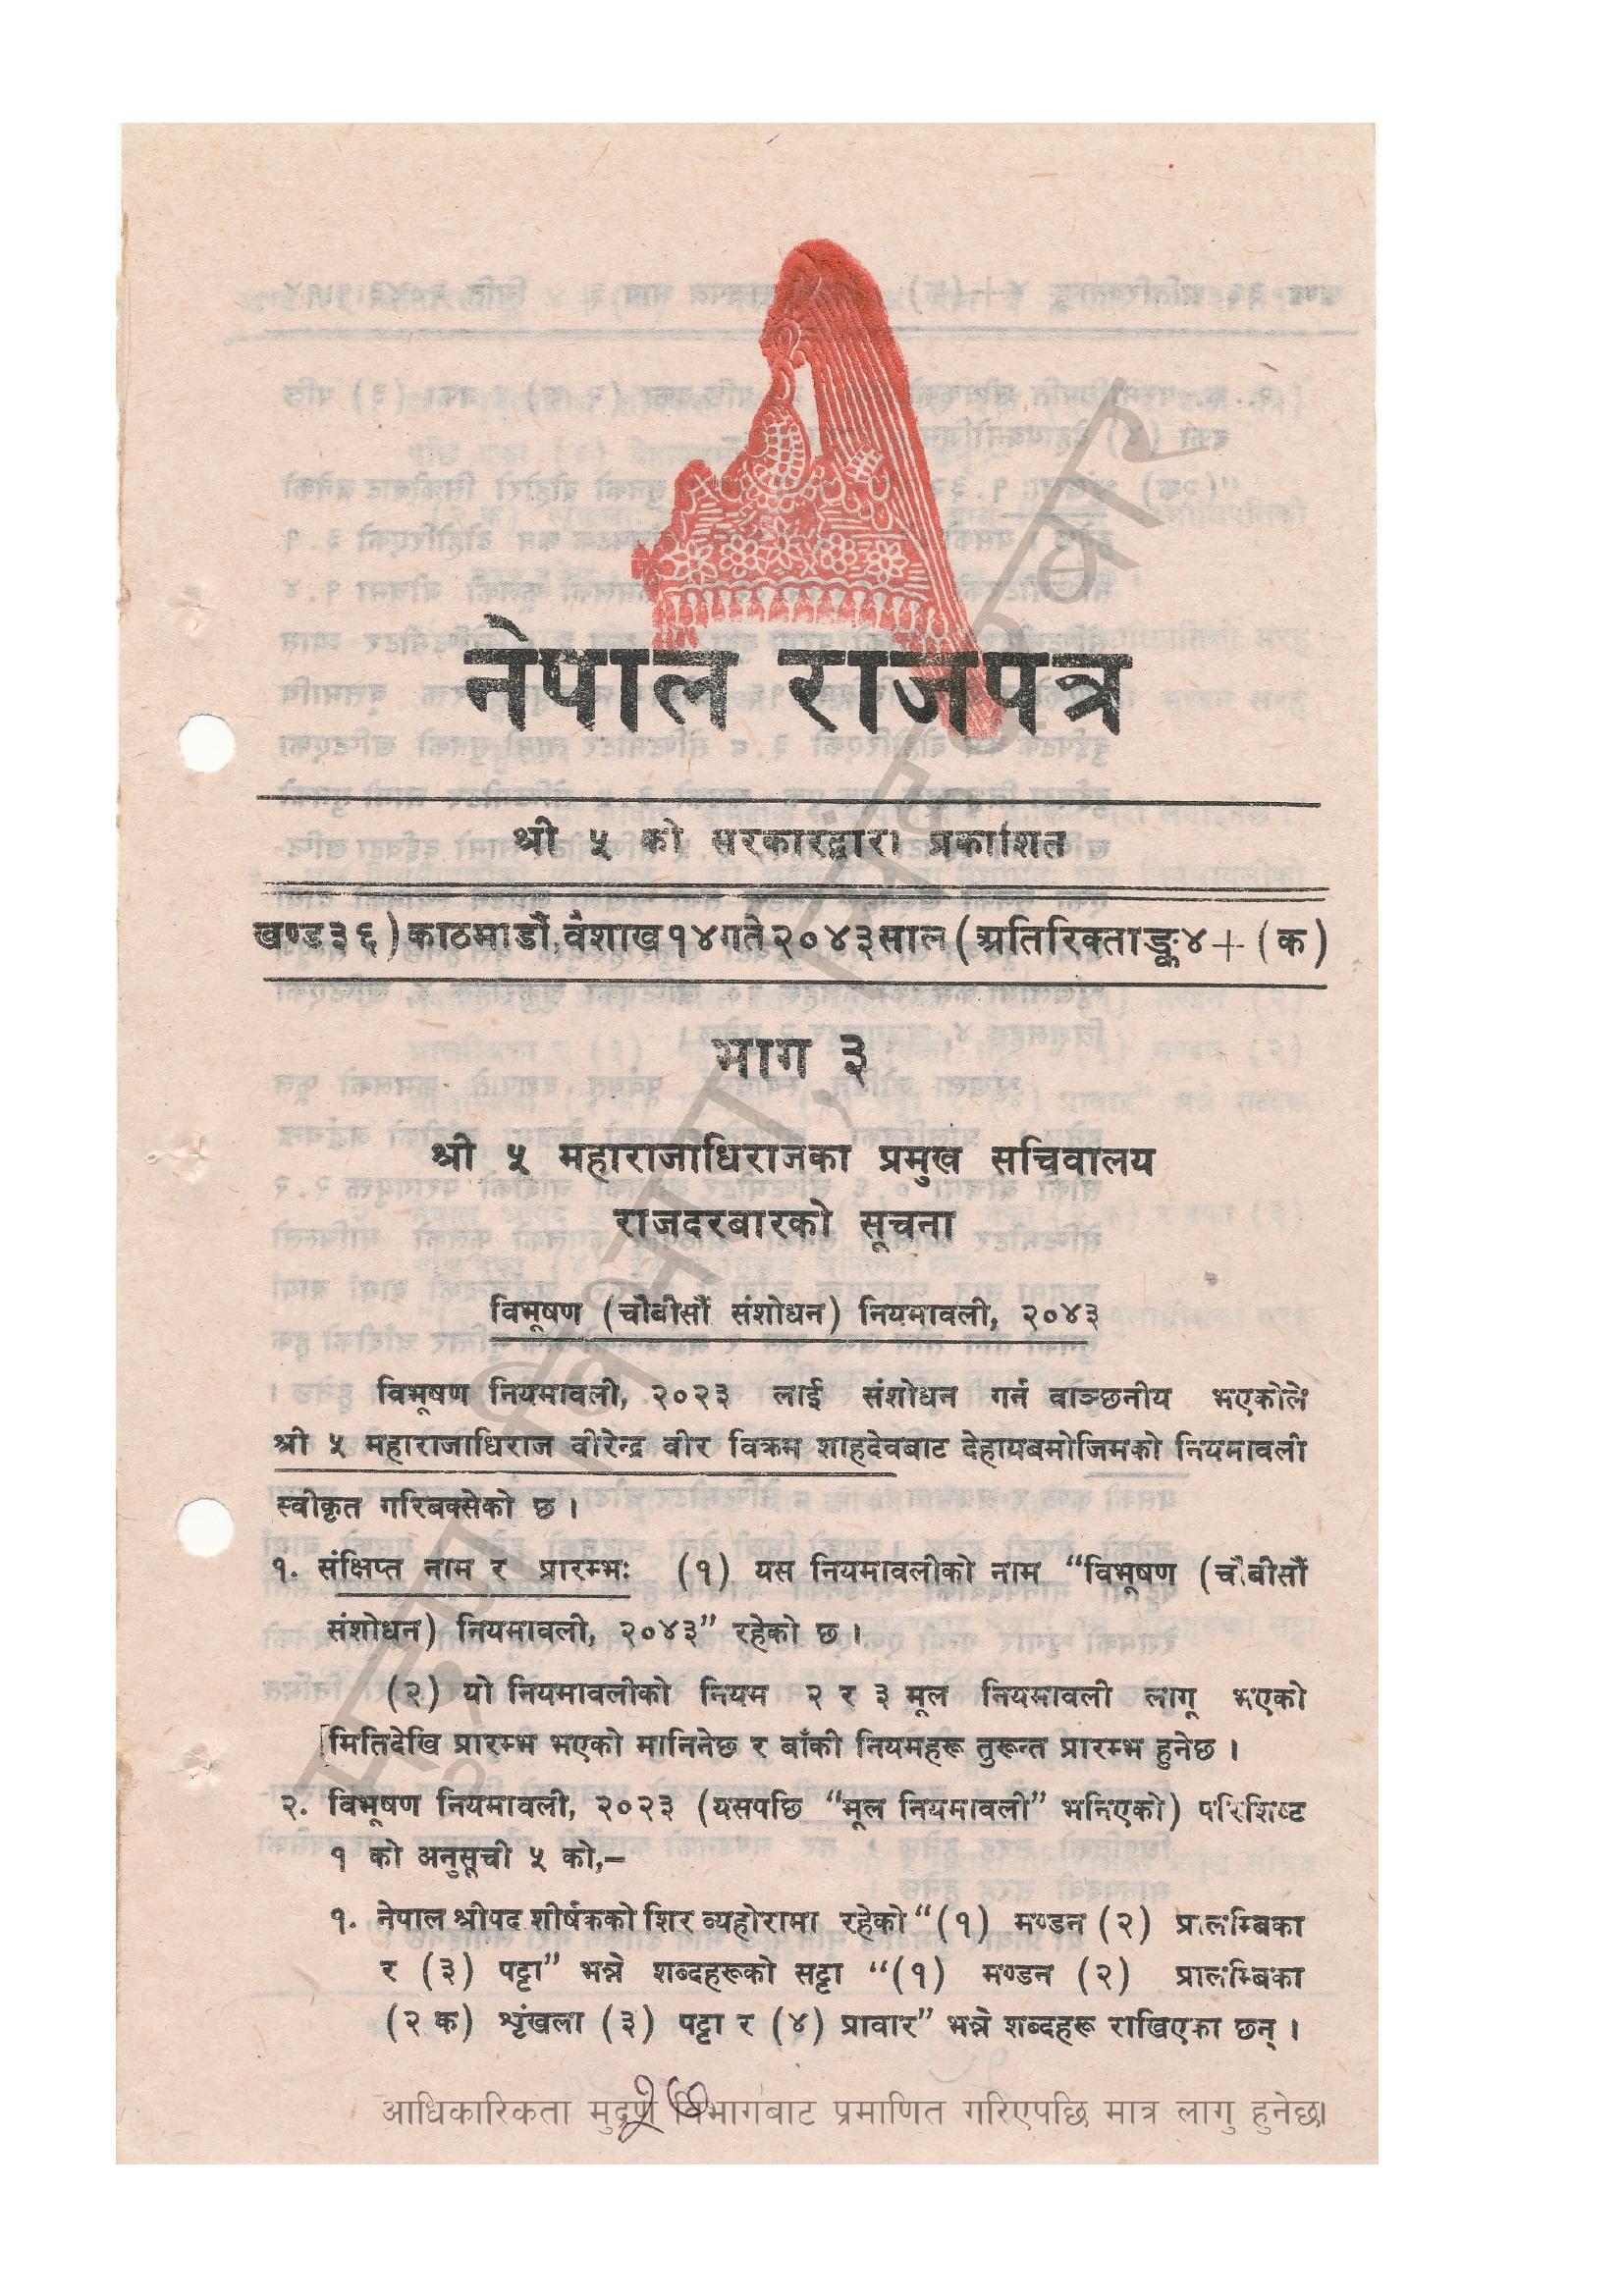 नेपाल राजपत्र
श्री ५ को सरकारद्वारा प्रकाशित
खण्ड ३६) काठमाडौं, वैशाख १४ गते २०४३ साल (अतिरिक्ताङ्क ४+(क)
भाग ३
श्री ५ महाराजाधिराजका प्रमुख सचिवालय
राजदरबारको सूचना
विभूषण (चौबीसौं संशोधन) नियमावली, २०४३
विभूषण नियमावली, २०२३ लाई संशोधन गर्न वाञ्छनीय भएकोले
श्री ५ महाराजाधिराज वीरेन्द्र वीर विक्रम शाहदेवबाट देहायबमोजिमको नियमावली
स्वीकृत गरिबक्सेको छ ।
१. संक्षिप्त नाम र प्रारम्भः (१) यस नियमावलीको नाम “विभूषण (चौबीसौं
संशोधन) नियमावली, २०४३” रहेको छ ।
(२) यो नियमावलीको नियम २ र ३ मूल नियमावली लागू भएको
मितिदेखि प्रारम्भ भएको मानिनेछ र बाँकी नियमहरू तुरून्त प्रारम्भ हुनेछ ।
२. विभूषण नियमावली, २०२३ (यसपछि “मूल नियमावली” भनिएको) परिशिष्ट
१ को अनुसूची ५ को,–
१. नेपाल श्रीपद शीर्षकको शिर व्यहोरामा रहेको “(१) मण्डन (२) प्रालम्बिका
र (३) पट्टा” भन्ने शब्दहरूको सट्टा “(१) मण्डन (२) प्रालम्बिका
(२ क) शृंखला (३) पट्टा र (४) प्रावार” भन्ने शब्दहरू राखिएका छन् ।
आधिकारिकता मुद्रण विभागबाट प्रमाणित गरिएपछि मात्र लागु हुनेछ।